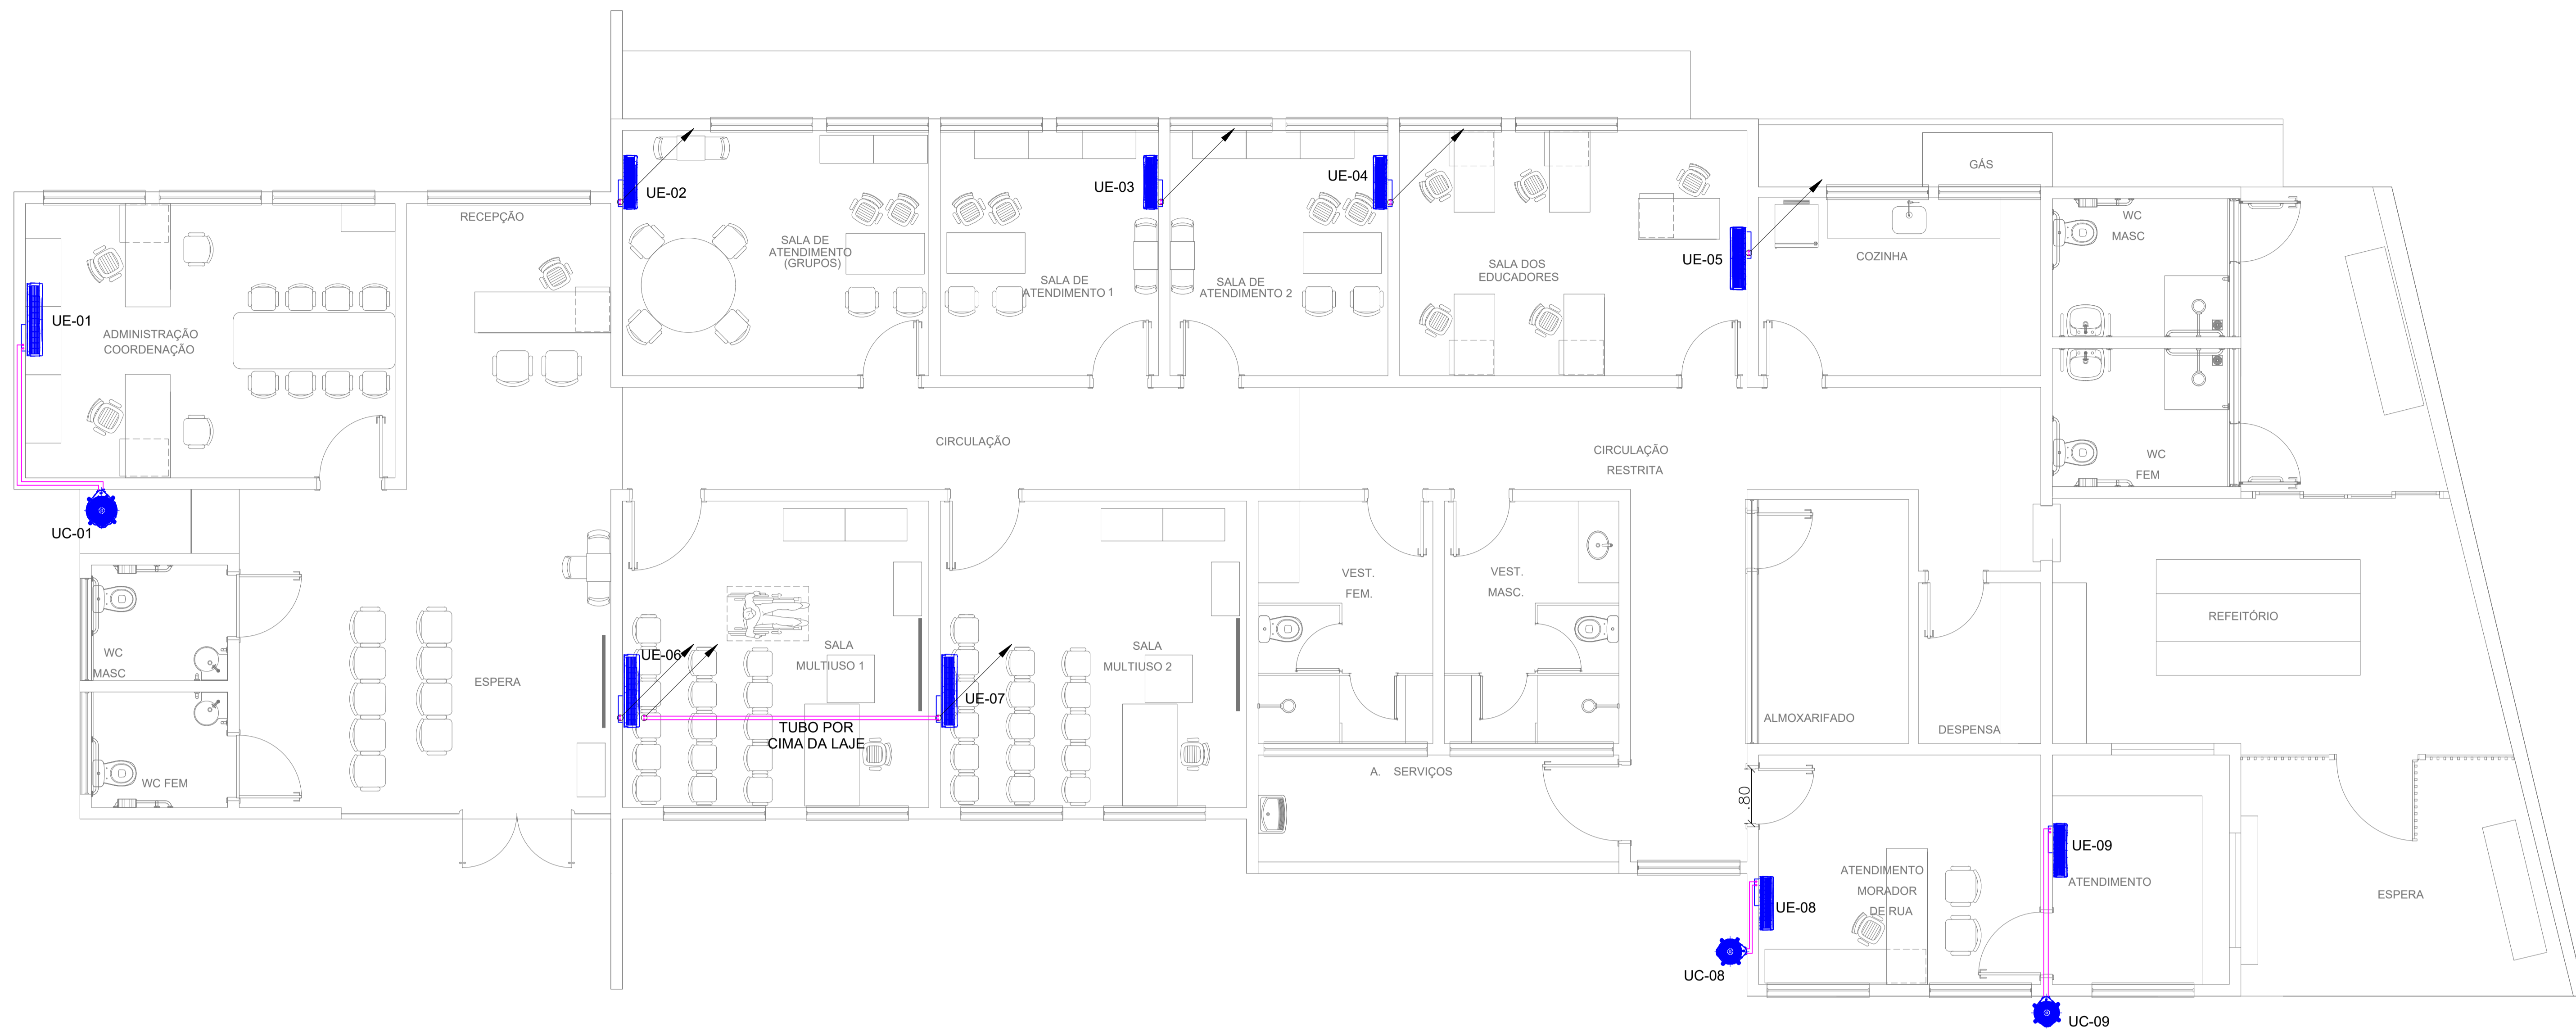 GÁS
RECEPÇÃO
UE-02
UE-03
UE-04
WC
MASC
SALA DE
ATENDIMENTO
(GRUPOS)
SALA DE
ATENDIMENTO 1
SALA DE
ATENDIMENTO 2
SALA DOS
EDUCADORES
UE-05
COZINHA
UE-01
ADMINISTRAÇÃO
COORDENAÇÃO
CIRCULAÇÃO
CIRCULAÇÃO
RESTRITA
WC
FEM
UC-01
VEST.
FEM.
VEST.
MASC.
REFEITÓRIO
WC
MASC
ESPERA
UE-06
SALA
MULTIUSO 1
SALA
MULTIUSO 2
UE-07
TUBO POR
CIMA DA LAJE
ALMOXARIFADO
DESPENSA
WC FEM
A. SERVIÇOS
.80
UE-09
ATENDIMENTO
ATENDIMENTO
MORADOR
DE RUA
UE-08
ESPERA
UC-08
UC-09